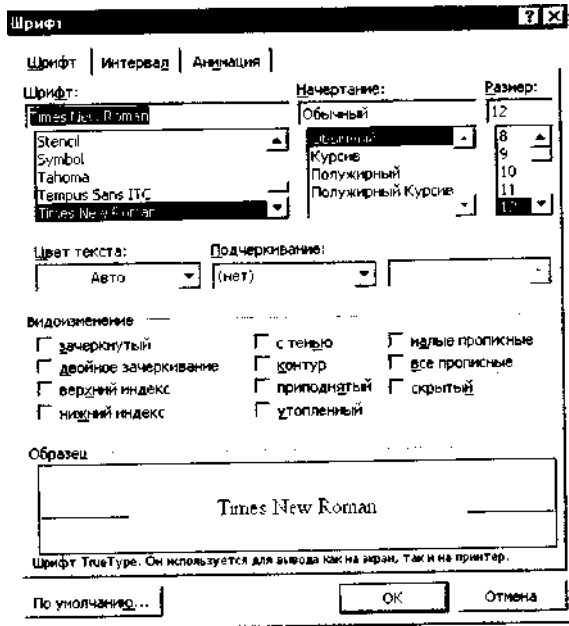 Шрифт
Шрифт Интервал Анимация
Шрифт: Начертание: Размер:
Times New Roman Обычный 12
Stencil Обычный 8
Symbol Курсив 9
Tahoma Полужирный 10
Tempus Sans ITC Полужирный Курсив 11
Times New Roman 12
Цвет текста: Подчеркивание:
Авто (нет)
Видоизменение
зачеркнутый с тенью малые прописные
двойное зачеркивание контур все прописные
верхний индекс приподнятый скрытый
нижний индекс утопленный
Образец
Times New Roman
Шрифт TrueType. Он используется для вывода как на экран, так и на принтер.
По умолчанию... ОК Отмена